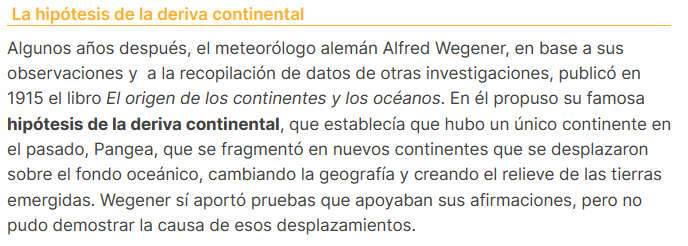 La hipótesis de la deriva continental
Algunos años después, el meteorólogo alemán Alfred Wegener, en base a sus
observaciones y  a la recopilación de datos de otras investigaciones, publicó en
1915 el libro El origen de los continentes y los océanos. En él propuso su famosa
hipótesis de la deriva continental, que establecía que hubo un único continente en
el pasado, Pangea, que se fragmentó en nuevos continentes que se desplazaron
sobre el fondo oceánico, cambiando la geografía y creando el relieve de las tierras
emergidas. Wegener sí aportó pruebas que apoyaban sus afirmaciones, pero no
pudo demostrar la causa de esos desplazamientos.